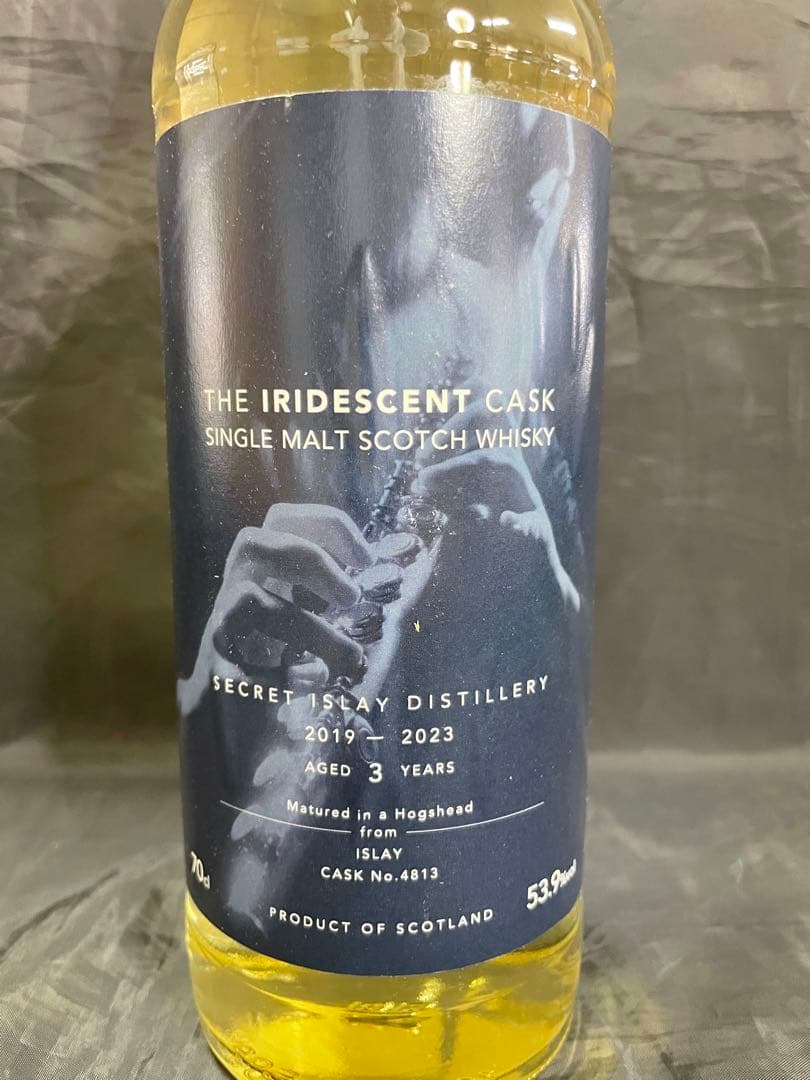 THE IRIDESCENT CASK
SINGLE MALT SCOTCH WHISKY
SECRET ISLAY DISTILLERY
2019 — 2023
AGED 3 YEARS
Matured in a Hogshead
from
ISLAY
CASK No.4813
70cl
53.9%vol
PRODUCT OF SCOTLAND